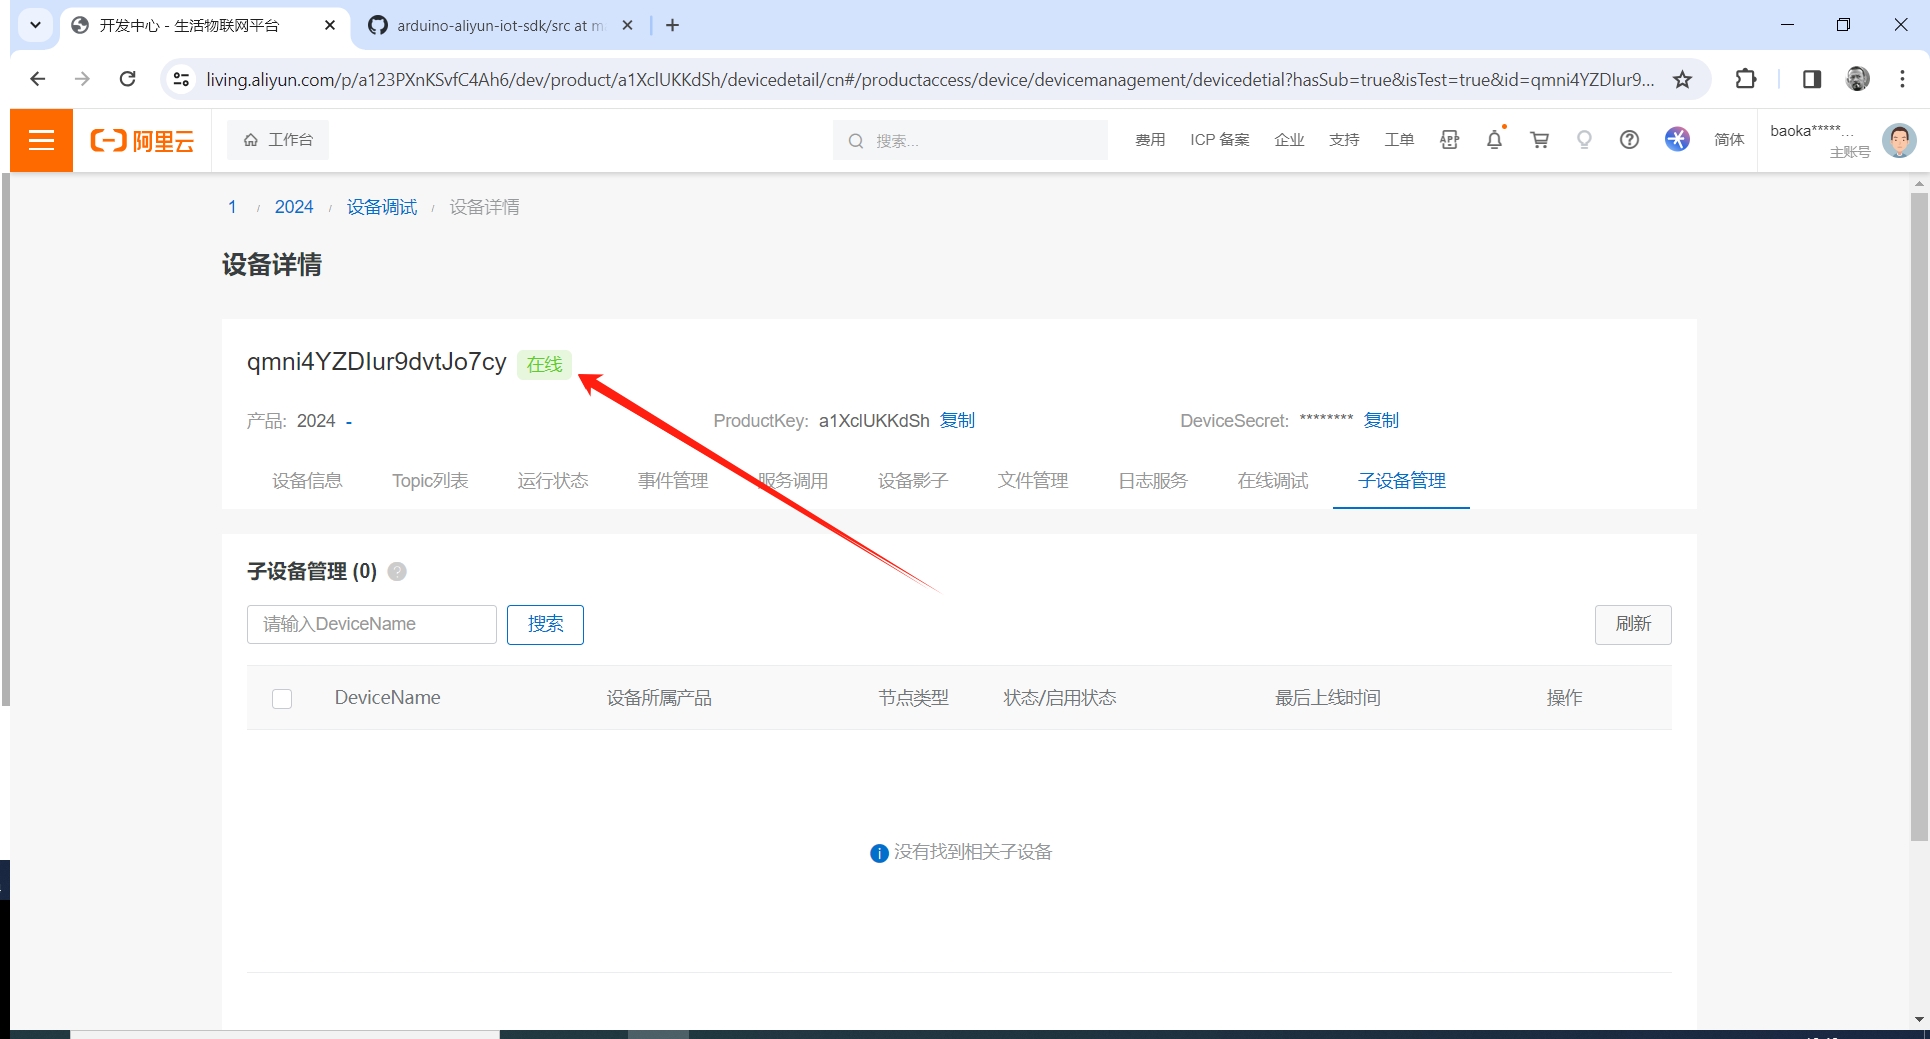 开发中心 - 生活物联网平台
arduino-aliyun-iot-sdk/src at m
living.aliyun.com/p/a123PXnKSvfC4Ah6/dev/product/a1XclUKKdSh/devicedetail/cn#/productaccess/device/devicemanagement/devicedetial?hasSub=true&isTest=true&id=qmni4YZDIur9...
阿里云
工作台
搜索...
费用
ICP 备案
企业
支持
工单
简体
baoka*****...
主账号
1 / 2024 / 设备调试 / 设备详情
设备详情
qmni4YZDIur9dvtJo7cy 在线
产品: 2024 -
ProductKey: a1XclUKKdSh 复制
DeviceSecret: ******** 复制
设备信息
Topic列表
运行状态
事件管理
服务调用
设备影子
文件管理
日志服务
在线调试
子设备管理
子设备管理 (0)
请输入DeviceName
搜索
刷新
DeviceName
设备所属产品
节点类型
状态/启用状态
最后上线时间
操作
没有找到相关子设备